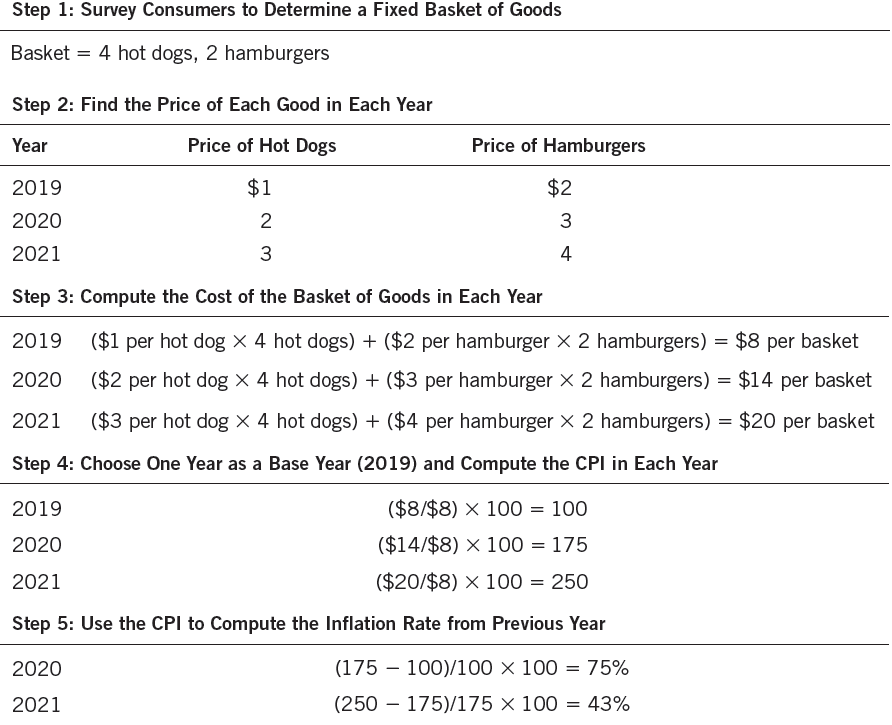 Step 1: Survey Consumers to Determine a Fixed Basket of Goods
Basket = 4 hot dogs, 2 hamburgers
Step 2: Find the Price of Each Good in Each Year
Year Price of Hot Dogs Price of Hamburgers
2019 $1 $2
2020 2 3
2021 3 4
Step 3: Compute the Cost of the Basket of Goods in Each Year
2019 ($1 per hot dog × 4 hot dogs) + ($2 per hamburger × 2 hamburgers) = $8 per basket
2020 ($2 per hot dog × 4 hot dogs) + ($3 per hamburger × 2 hamburgers) = $14 per basket
2021 ($3 per hot dog × 4 hot dogs) + ($4 per hamburger × 2 hamburgers) = $20 per basket
Step 4: Choose One Year as a Base Year (2019) and Compute the CPI in Each Year
2019 ($8/$8) × 100 = 100
2020 ($14/$8) × 100 = 175
2021 ($20/$8) × 100 = 250
Step 5: Use the CPI to Compute the Inflation Rate from Previous Year
2020 (175 − 100)/100 × 100 = 75%
2021 (250 − 175)/175 × 100 = 43%